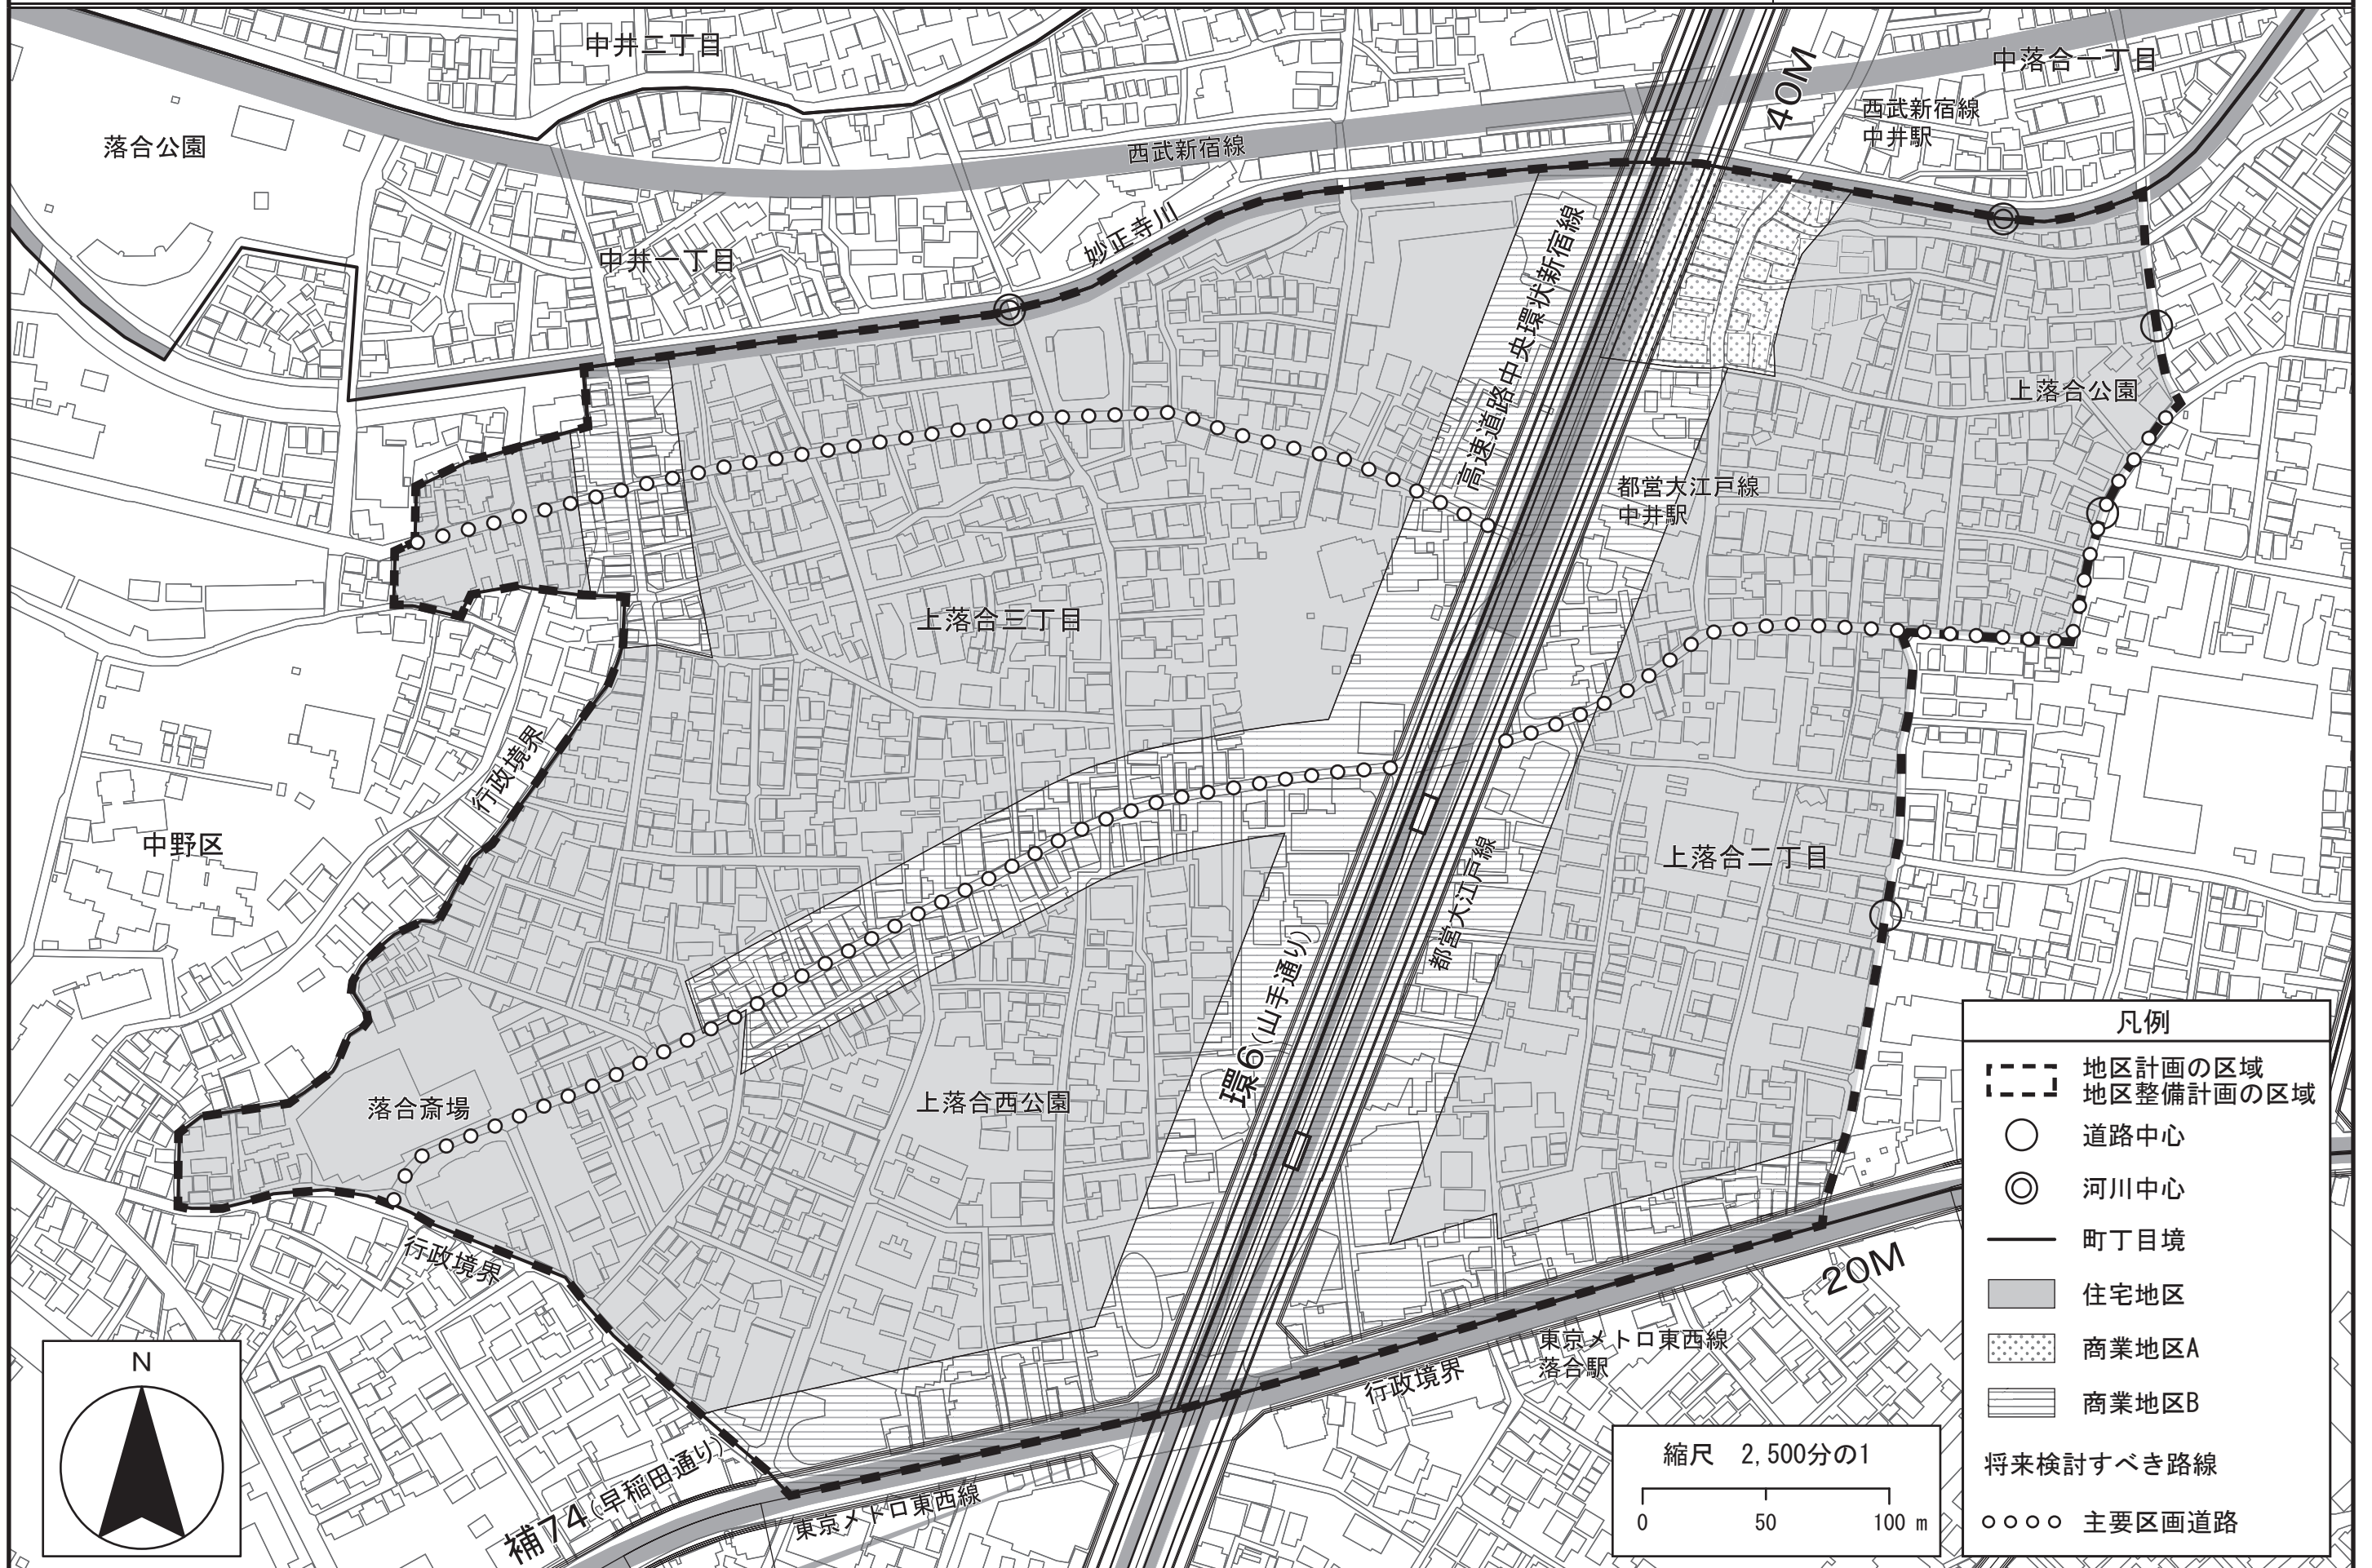 中井二丁目
40M
中落合一丁目
西武新宿線
中井駅
落合公園
西武新宿線
妙正寺川
中井一丁目
高速道路中央環状新宿線
上落合公園
都営大江戸線
中井駅
上落合三丁目
行政境界
中野区
都営大江戸線
上落合二丁目
環6(山手通り)
落合斎場
上落合西公園
行政境界
20M
東京メトロ東西線
落合駅
行政境界
補74(早稲田通り)
東京メトロ東西線
N
縮尺 2,500分の1
0 50 100 m
凡例
地区計画の区域
地区整備計画の区域
道路中心
河川中心
町丁目境
住宅地区
商業地区A
商業地区B
将来検討すべき路線
主要区画道路